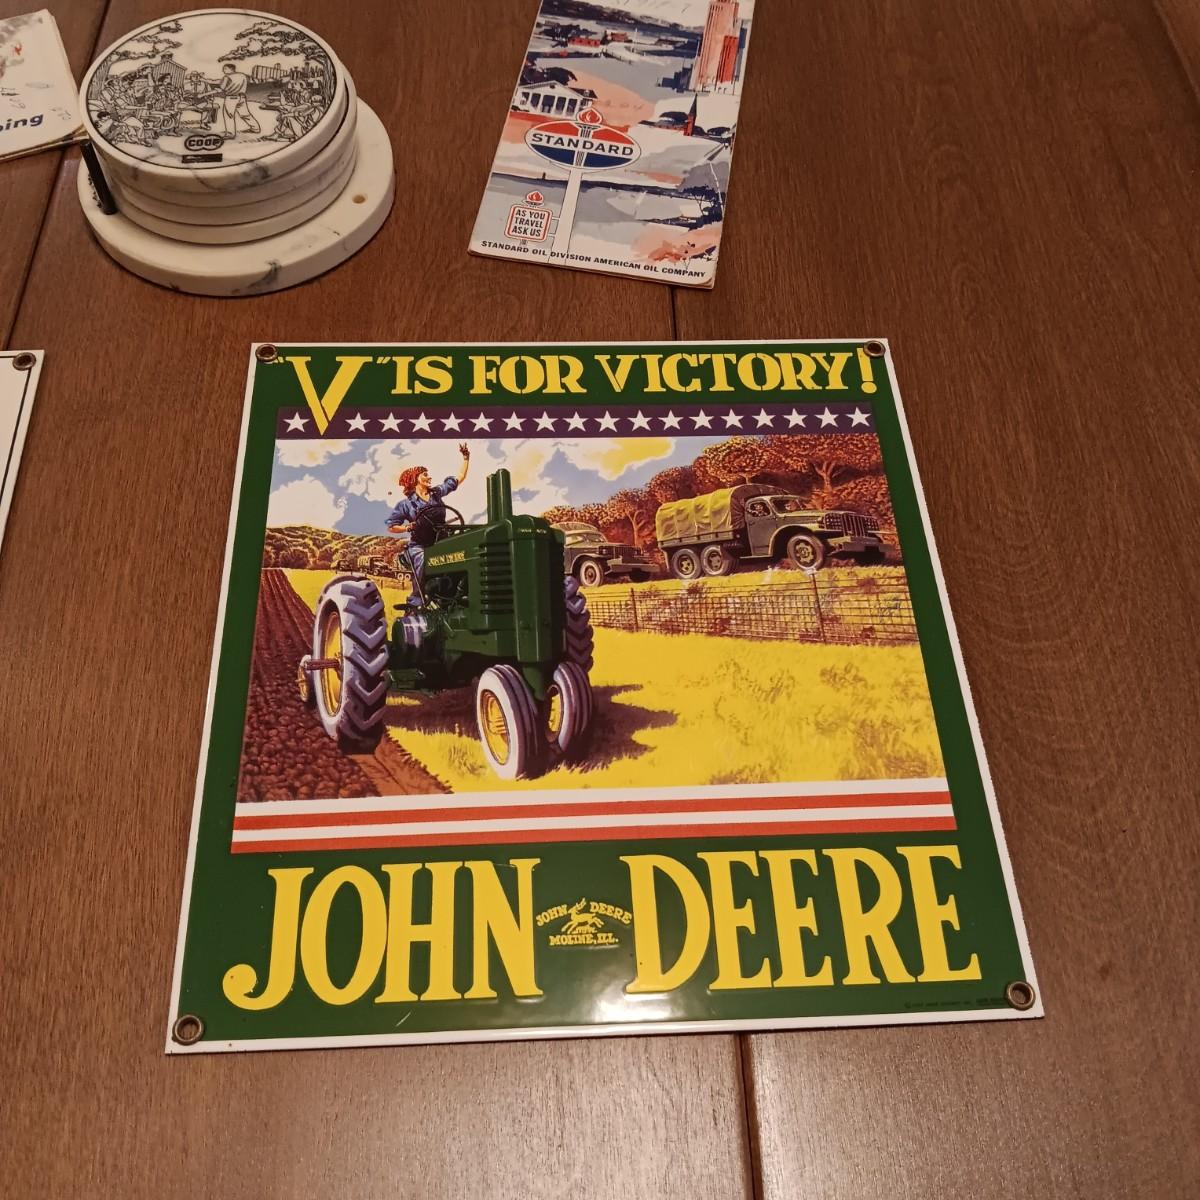 ping
COOP
STANDARD
AS YOU
TRAVEL
ASK US
STANDARD OIL DIVISION AMERICAN OIL COMPANY
"V" IS FOR VICTORY!
JOHN DEERE
JOHN DEERE
JOHN DEERE
MOLINE, ILL.